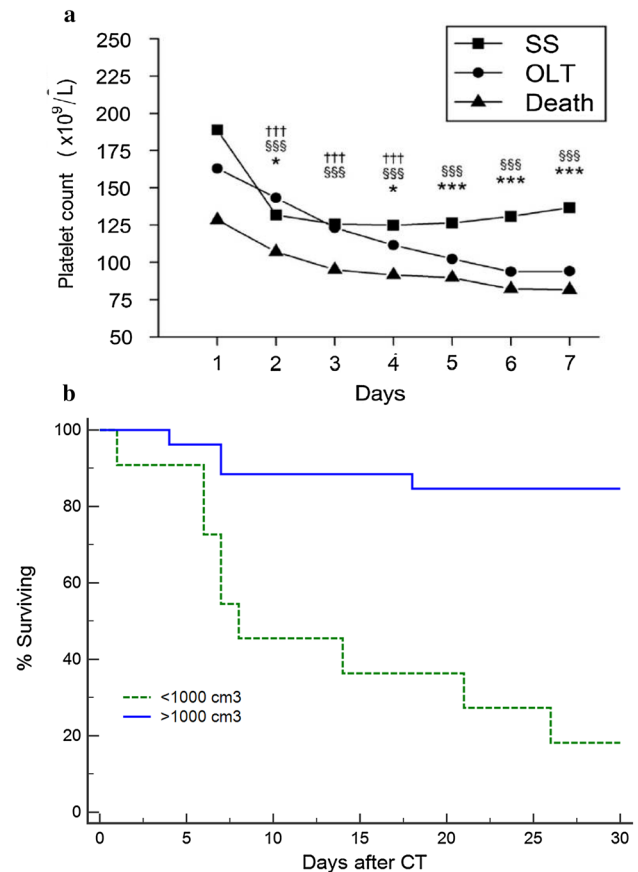 a
Platelet count ( x10⁹/L)
250
225
200
175
150
125
100
75
50
SS
OLT
Death
††† ††† †††
§§§ §§§ §§§ §§§ §§§ §§§
* * *** *** ***
1 2 3 4 5 6 7
Days
b
% Surviving
100
80
60
40
20
0
<1000 cm3
>1000 cm3
0 5 10 15 20 25 30
Days after CT